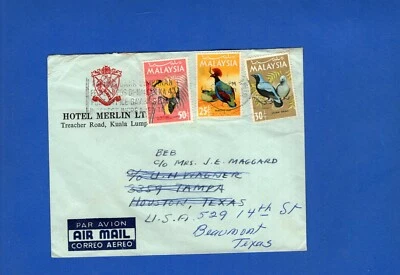 HOTEL MERLIN LT
Treacher Road, Kuala Lump
MALAYSIA
50c
MALAYSIA
25c
MALAYSIA
30c
BEB
C/O MRS. J.E. MAGGARD
C/O U.H. WAGNER
3359 TAMPA
HOUSTON, TEXAS
U.S.A. 529 14th St
Beaumont
Texas
PAR AVION
AIR MAIL
CORREO AEREO